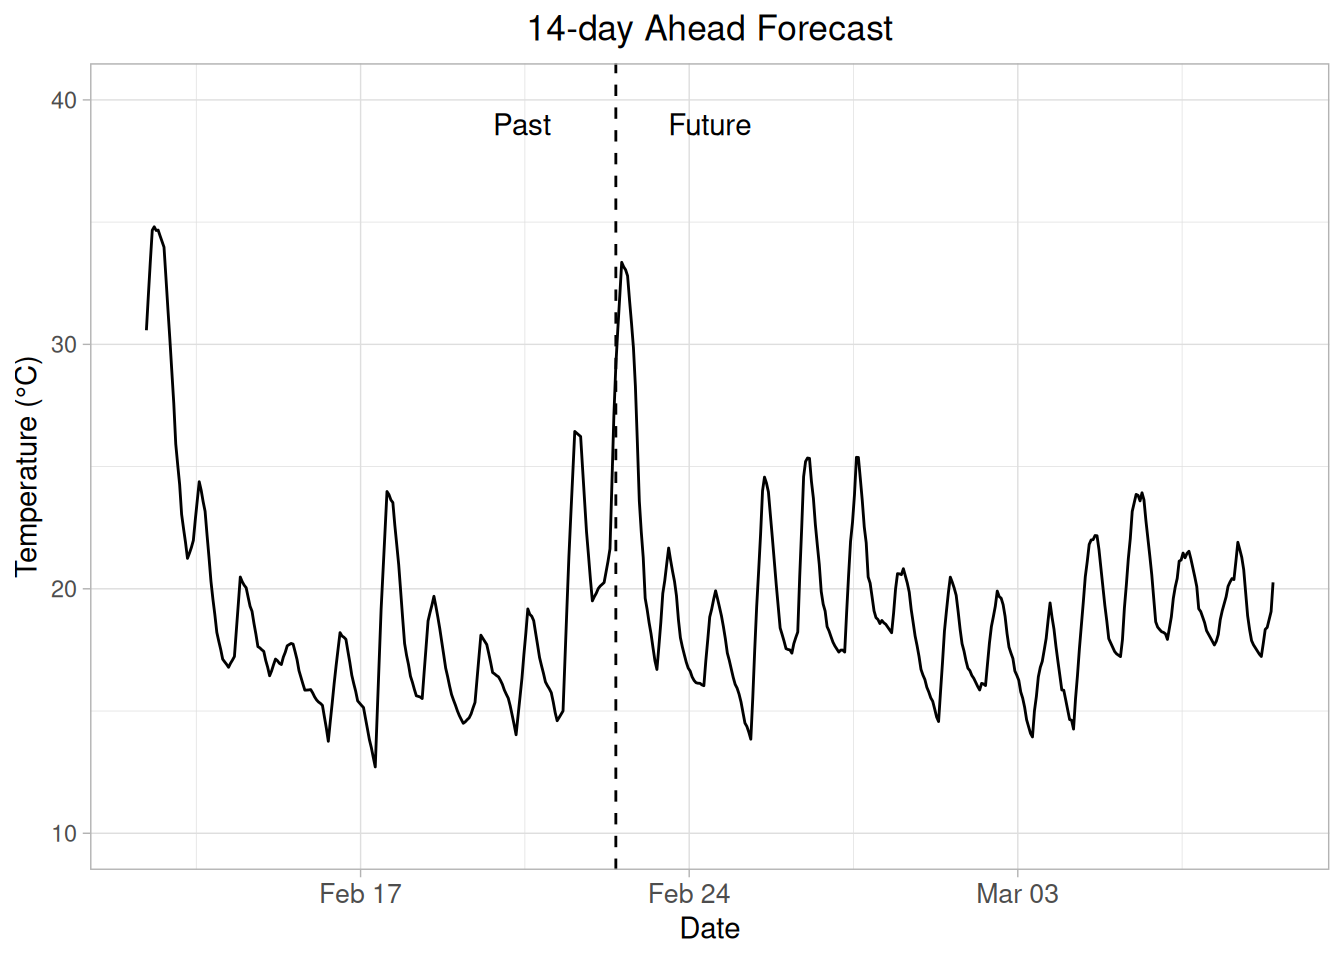 14-day Ahead Forecast
40
Past
Future
30
20
10
Temperature (°C)
Feb 17
Feb 24
Mar 03
Date